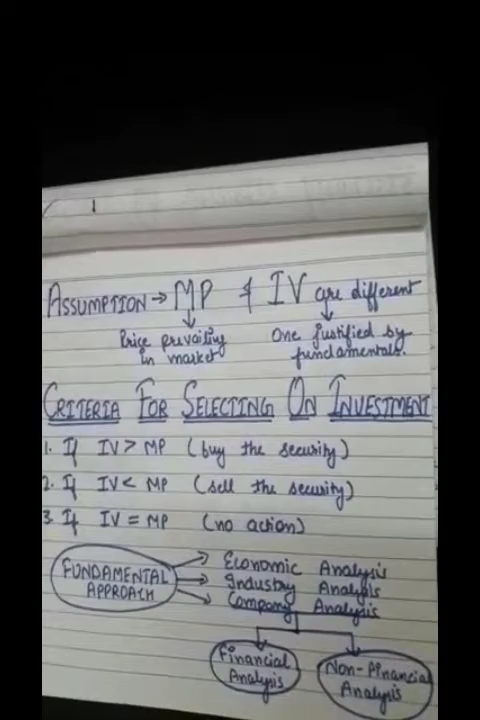 ASSUMPTION → MP & IV are different
Price prevailing in market
One justified by fundamentals.
CRITERIA FOR SELECTING ON INVESTMENT
1. If IV > MP (buy the security)
2. If IV < MP (sell the security)
3. If IV = MP (no action)
FUNDAMENTAL APPROACH
Economic Analysis
Industry Analysis
Company Analysis
Financial Analysis
Non-Financial Analysis